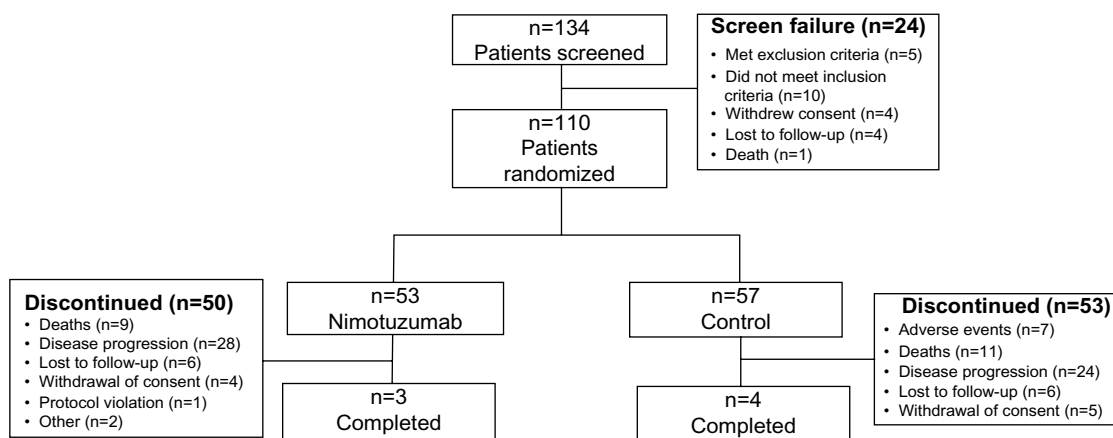 n=134
Patients screened
Screen failure (n=24)
• Met exclusion criteria (n=5)
• Did not meet inclusion
criteria (n=10)
• Withdrew consent (n=4)
• Lost to follow-up (n=4)
• Death (n=1)
n=110
Patients
randomized
n=53
Nimotuzumab
n=57
Control
Discontinued (n=50)
• Deaths (n=9)
• Disease progression (n=28)
• Lost to follow-up (n=6)
• Withdrawal of consent (n=4)
• Protocol violation (n=1)
• Other (n=2)
Discontinued (n=53)
• Adverse events (n=7)
• Deaths (n=11)
• Disease progression (n=24)
• Lost to follow-up (n=6)
• Withdrawal of consent (n=5)
n=3
Completed
n=4
Completed